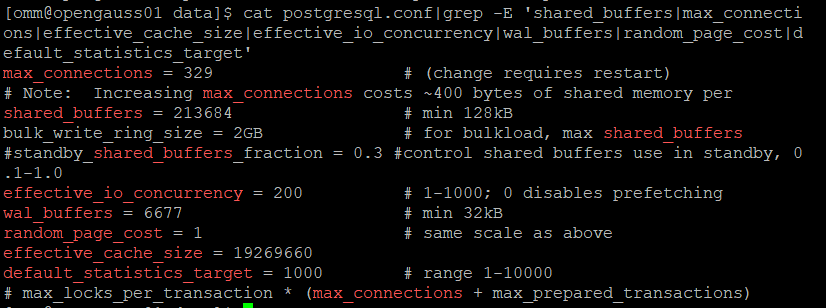 [omm@opengauss01 data]$ cat postgresql.conf|grep -E 'shared_buffers|max_connecti
ons|effective_cache_size|effective_io_concurrency|wal_buffers|random_page_cost|d
efault_statistics_target'
max_connections = 329 # (change requires restart)
# Note:  Increasing max_connections costs ~400 bytes of shared memory per
shared_buffers = 213684 # min 128kB
bulk_write_ring_size = 2GB # for bulkload, max shared_buffers
#standby_shared_buffers_fraction = 0.3 #control shared buffers use in standby, 0
.1-1.0
effective_io_concurrency = 200 # 1-1000; 0 disables prefetching
wal_buffers = 6677 # min 32kB
random_page_cost = 1 # same scale as above
effective_cache_size = 19269660
default_statistics_target = 1000 # range 1-10000
# max_locks_per_transaction * (max_connections + max_prepared_transactions)